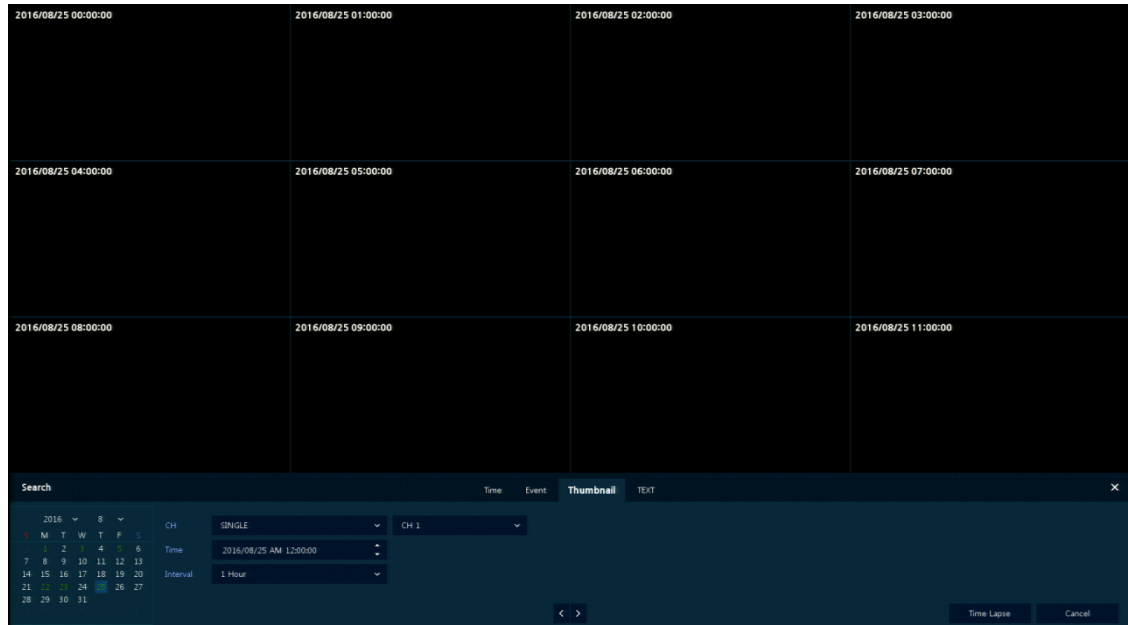 2016/08/25 00:00:00 2016/08/25 01:00:00 2016/08/25 02:00:00 2016/08/25 03:00:00
2016/08/25 04:00:00 2016/08/25 05:00:00 2016/08/25 06:00:00 2016/08/25 07:00:00
2016/08/25 08:00:00 2016/08/25 09:00:00 2016/08/25 10:00:00 2016/08/25 11:00:00
Search Time Event Thumbnail TEXT ×
2016 8
S M T W T F S
1 2 3 4 5 6
7 8 9 10 11 12 13
14 15 16 17 18 19 20
21 22 23 24 25 26 27
28 29 30 31
CH SINGLE CH 1
Time 2016/08/25 AM 12:00:00
Interval 1 Hour
< >
Time Lapse Cancel